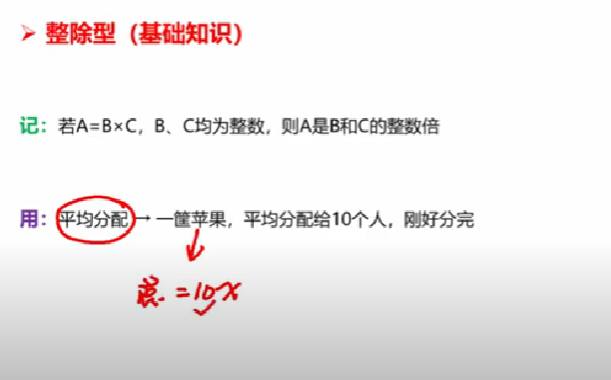 ➤ 整除型（基础知识）
记：若A=B×C，B、C均为整数，则A是B和C的整数倍
用：平均分配 → 一筐苹果，平均分配给10个人，刚好分完
总 = 10x